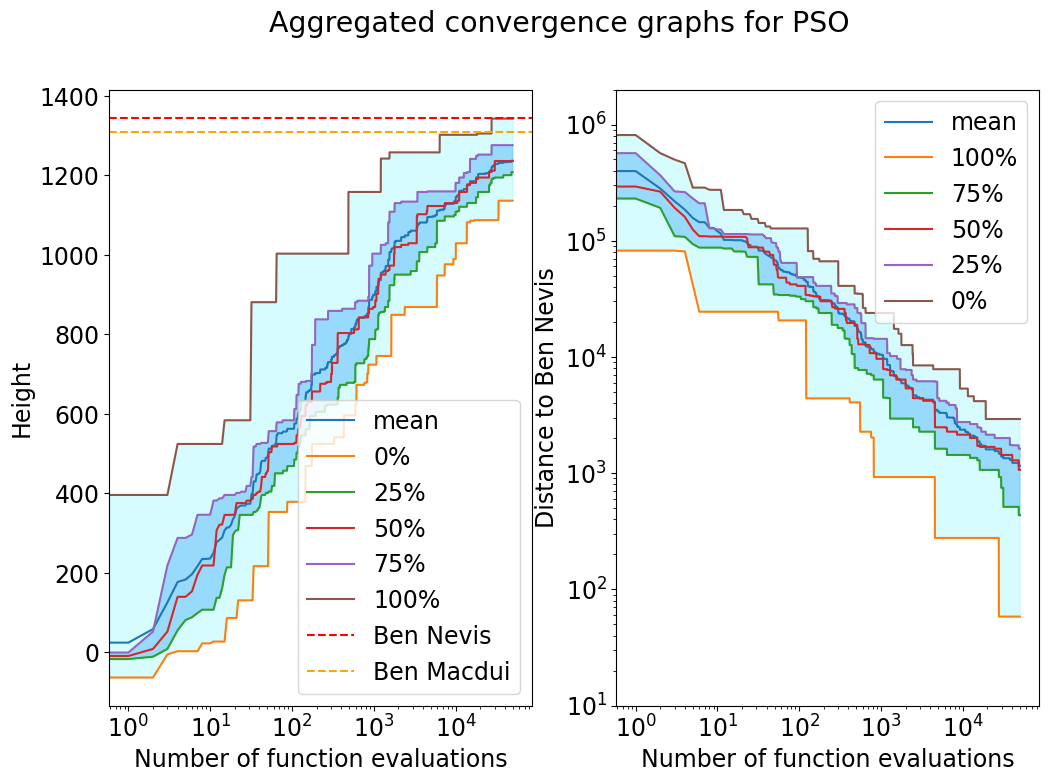 Aggregated convergence graphs for PSO
Height
1400
1200
1000
800
600
400
200
0
mean
0%
25%
50%
75%
100%
Ben Nevis
Ben Macdui
10⁰ 10¹ 10² 10³ 10⁴
Number of function evaluations
Distance to Ben Nevis
10⁶
10⁵
10⁴
10³
10²
10¹
mean
100%
75%
50%
25%
0%
10⁰ 10¹ 10² 10³ 10⁴
Number of function evaluations